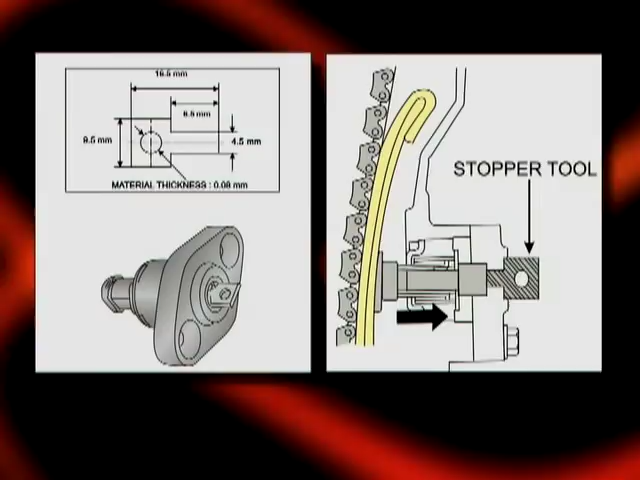 19.5 mm
8.5 mm
9.5 mm
4.5 mm
MATERIAL THICKNESS : 0.08 mm
STOPPER TOOL